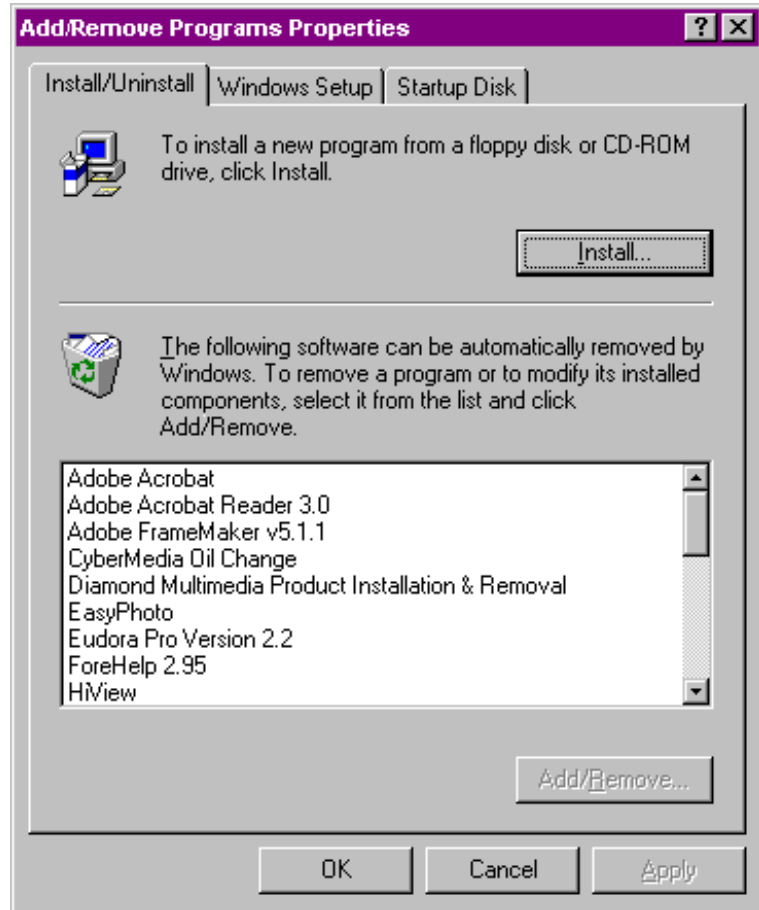 Add/Remove Programs Properties
Install/Uninstall Windows Setup Startup Disk
To install a new program from a floppy disk or CD-ROM
drive, click Install.
Install...
The following software can be automatically removed by
Windows. To remove a program or to modify its installed
components, select it from the list and click
Add/Remove.
Adobe Acrobat
Adobe Acrobat Reader 3.0
Adobe FrameMaker v5.1.1
CyberMedia Oil Change
Diamond Multimedia Product Installation & Removal
EasyPhoto
Eudora Pro Version 2.2
ForeHelp 2.95
HiView
Add/Remove...
OK Cancel Apply